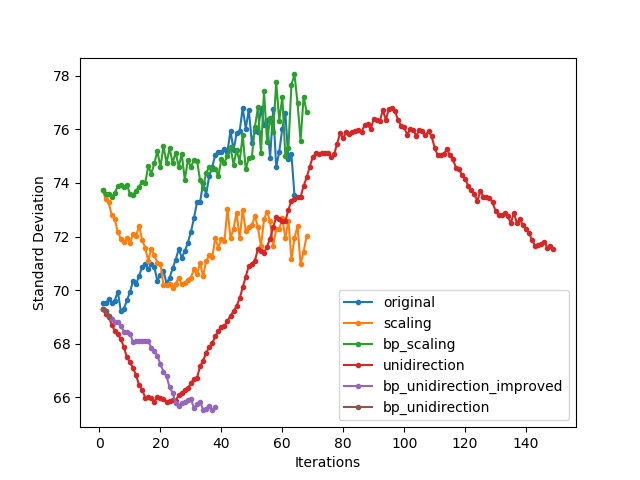 78
76
74
72
70
68
66
Standard Deviation
0
20
40
60
80
100
120
140
Iterations
original
scaling
bp_scaling
unidirection
bp_unidirection_improved
bp_unidirection